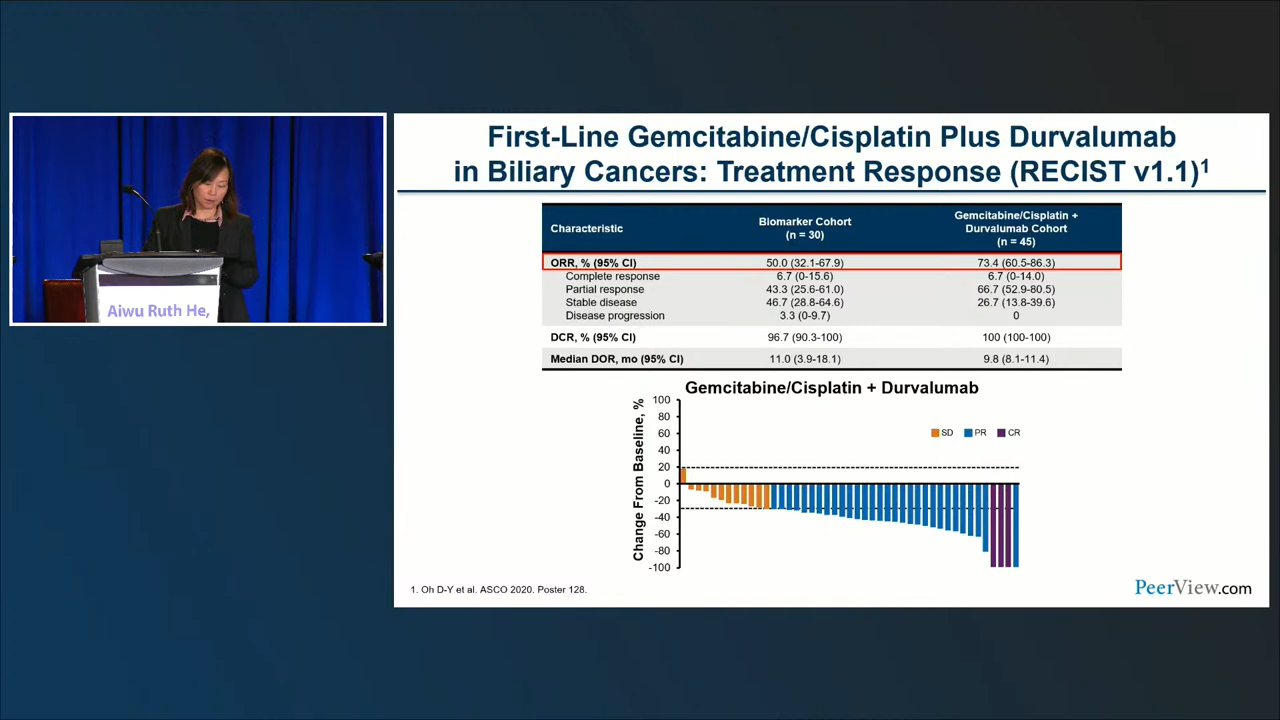 Aiwu Ruth He,
First-Line Gemcitabine/Cisplatin Plus Durvalumab
in Biliary Cancers: Treatment Response (RECIST v1.1)1
Characteristic
Biomarker Cohort
(n = 30)
Gemcitabine/Cisplatin +
Durvalumab Cohort
(n = 45)
ORR, % (95% CI) 50.0 (32.1-67.9) 73.4 (60.5-86.3)
Complete response 6.7 (0-15.6) 6.7 (0-14.0)
Partial response 43.3 (25.6-61.0) 66.7 (52.9-80.5)
Stable disease 46.7 (28.8-64.6) 26.7 (13.8-39.6)
Disease progression 3.3 (0-9.7) 0
DCR, % (95% CI) 96.7 (90.3-100) 100 (100-100)
Median DOR, mo (95% CI) 11.0 (3.9-18.1) 9.8 (8.1-11.4)
Gemcitabine/Cisplatin + Durvalumab
Change From Baseline, %
100
80
60
40
20
0
-20
-40
-60
-80
-100
SD PR CR
1. Oh D-Y et al. ASCO 2020. Poster 128.
PeerView.com